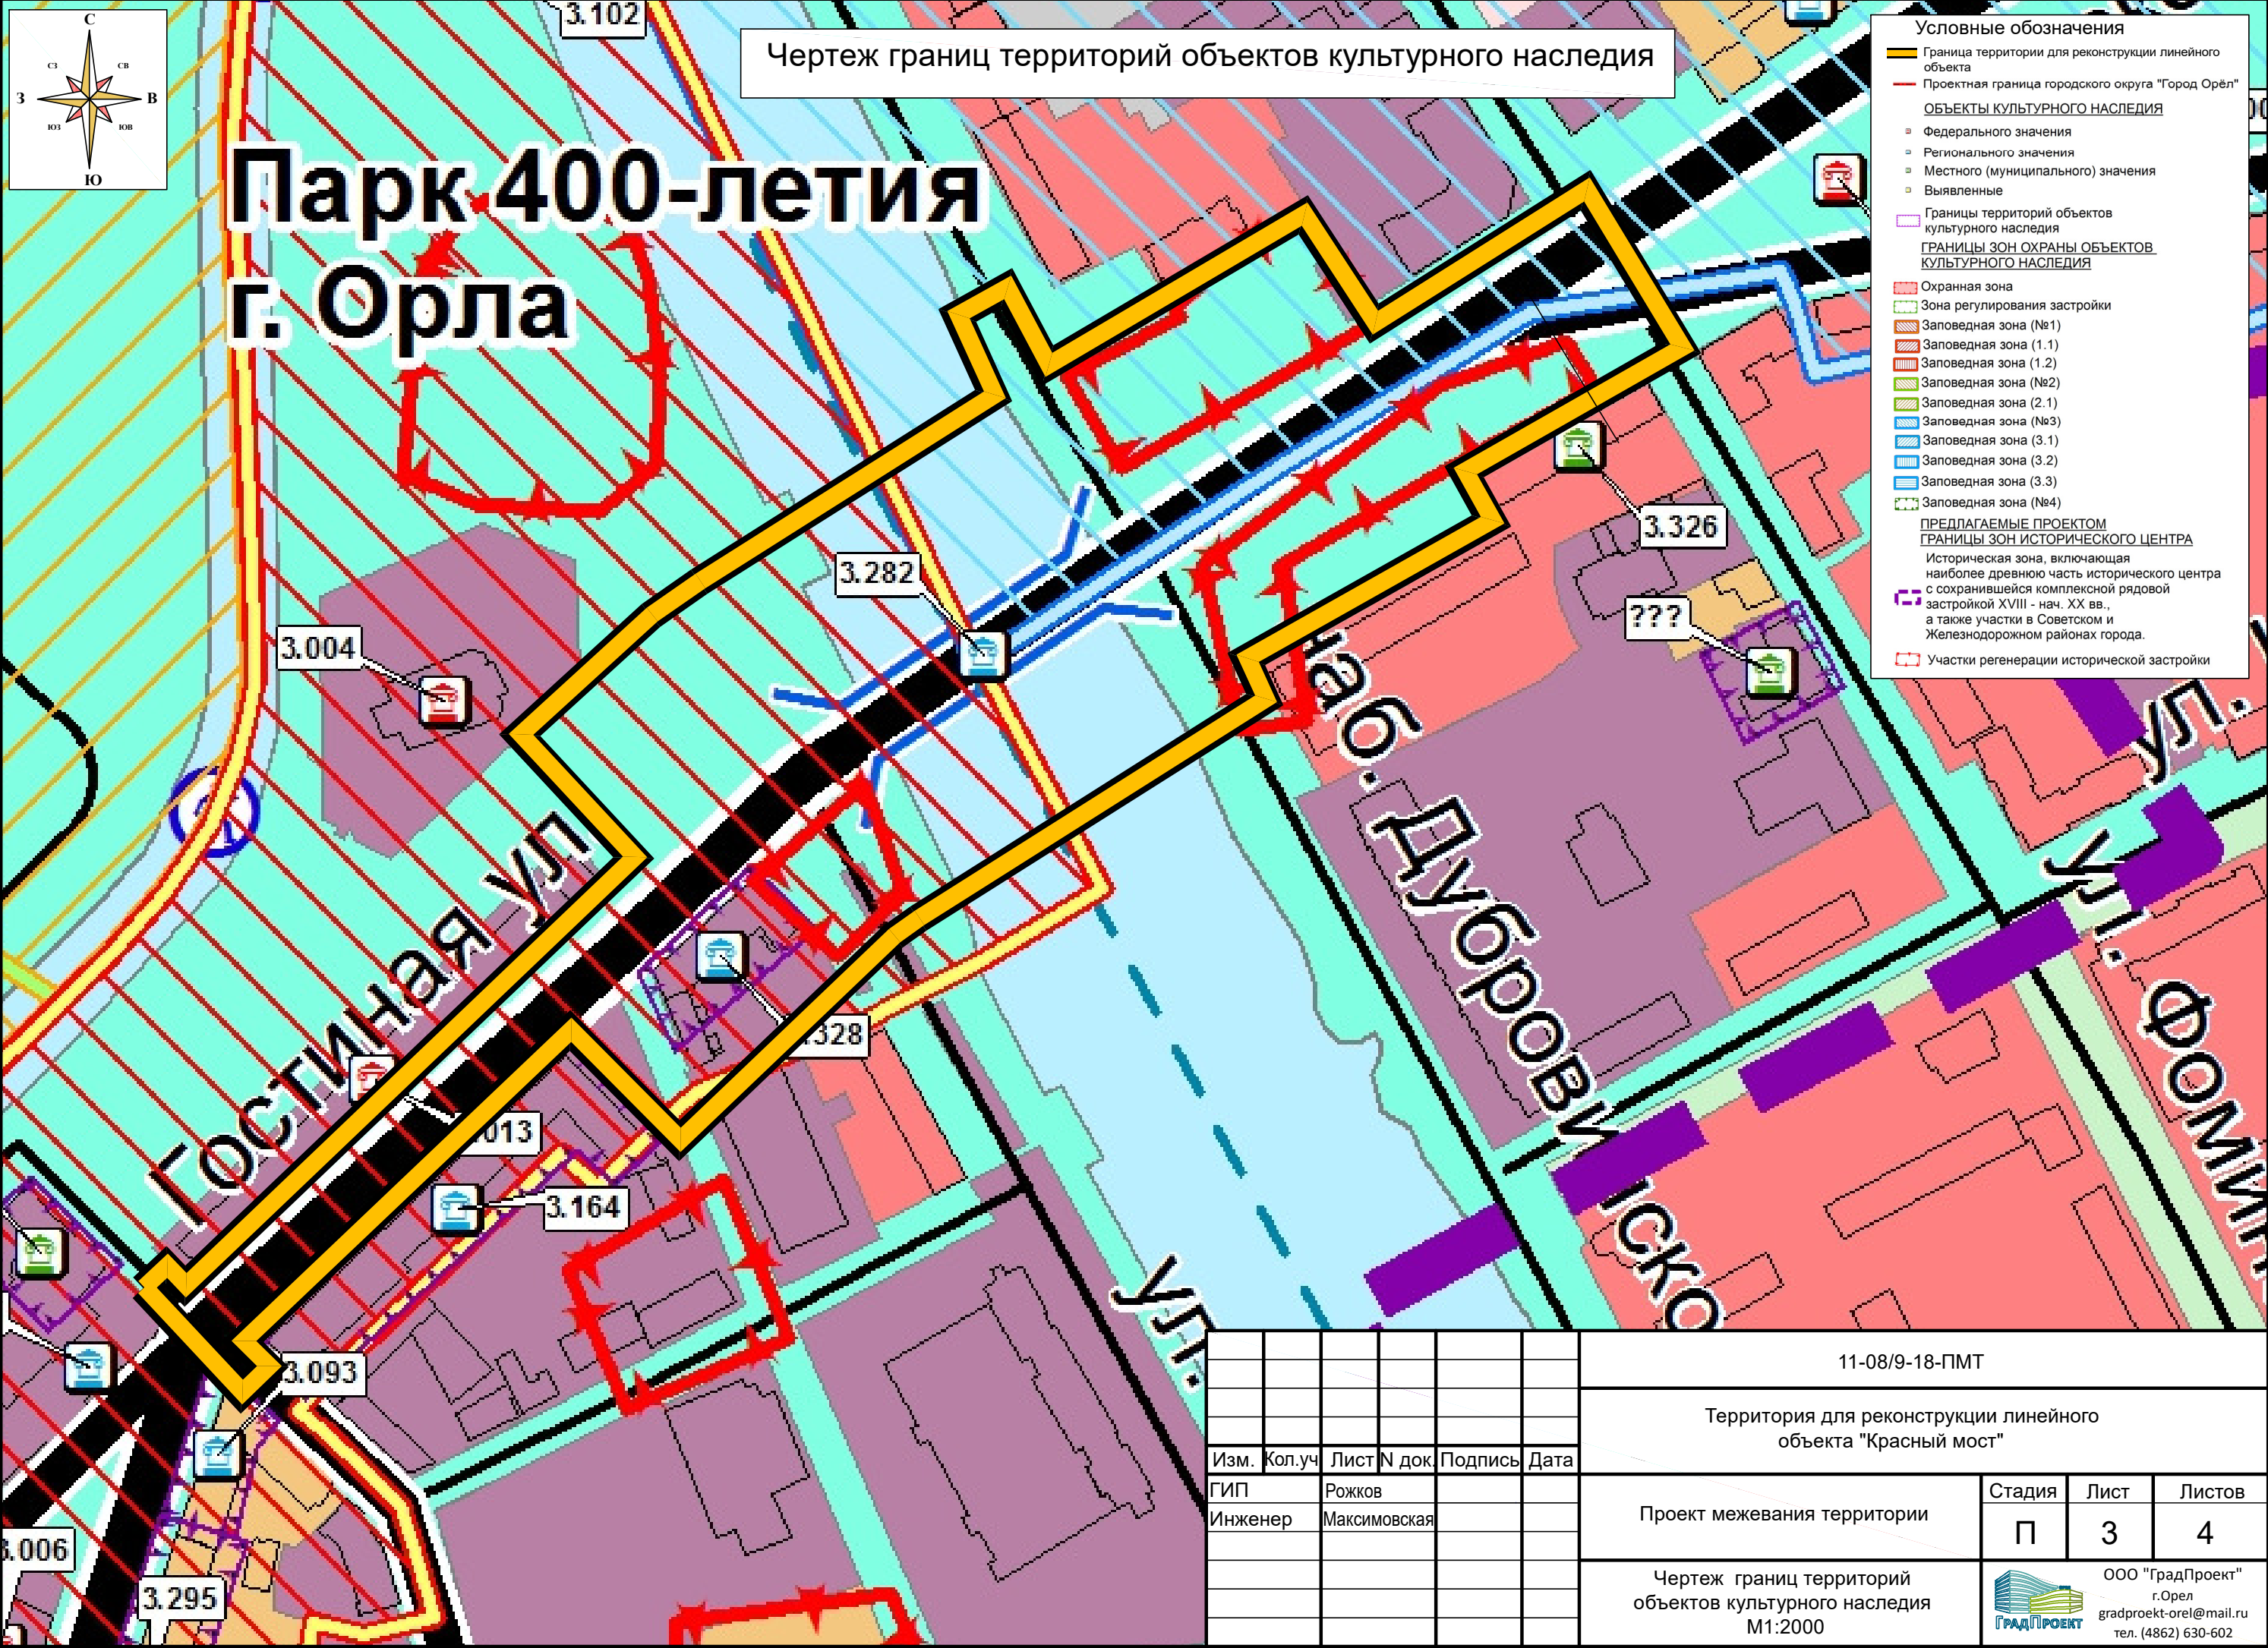 С
СЗ
СВ
З
В
ЮЗ
ЮВ
Ю
3.102
Чертеж границ территорий объектов культурного наследия
Парк 400-летия
г. Орла
Условные обозначения
Граница территории для реконструкции линейного
объекта
Проектная граница городского округа "Город Орёл"
ОБЪЕКТЫ КУЛЬТУРНОГО НАСЛЕДИЯ
Федерального значения
Регионального значения
Местного (муниципального) значения
Выявленные
Границы территорий объектов
культурного наследия
ГРАНИЦЫ ЗОН ОХРАНЫ ОБЪЕКТОВ
КУЛЬТУРНОГО НАСЛЕДИЯ
Охранная зона
Зона регулирования застройки
Заповедная зона (№1)
Заповедная зона (1.1)
Заповедная зона (1.2)
Заповедная зона (№2)
Заповедная зона (2.1)
Заповедная зона (№3)
Заповедная зона (3.1)
Заповедная зона (3.2)
Заповедная зона (3.3)
Заповедная зона (№4)
ПРЕДЛАГАЕМЫЕ ПРОЕКТОМ
ГРАНИЦЫ ЗОН ИСТОРИЧЕСКОГО ЦЕНТРА
Историческая зона, включающая
наиболее древнюю часть исторического центра
с сохранившейся комплексной рядовой
застройкой XVIII - нач. XX вв.,
а также участки в Советском и
Железнодорожном районах города.
Участки регенерации исторической застройки
3.326
3.282
???
3.004
наб. Дуброви
нско
ул.
ул. Фомин
Гостиная ул
.328
.013
3.164
ул.
3.093
3.006
3.295
11-08/9-18-ПМТ
Территория для реконструкции линейного
объекта "Красный мост"
Изм. Кол.уч Лист N док. Подпись Дата
ГИП Рожков
Инженер Максимовская
Проект межевания территории
Стадия Лист Листов
П 3 4
Чертеж границ территорий
объектов культурного наследия
М1:2000
ГРАДПРОЕКТ
ООО "ГрадПроект"
г.Орел
gradproekt-orel@mail.ru
тел. (4862) 630-602